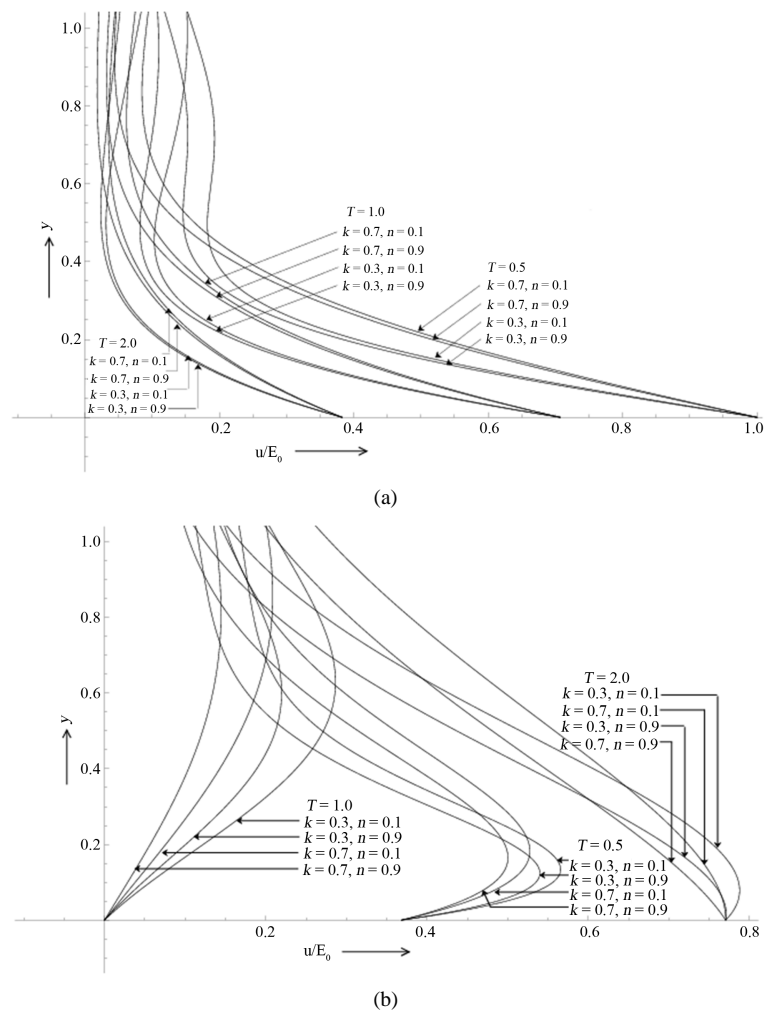 1.0
0.8
0.6
0.4
0.2
y
T = 1.0
k = 0.7, n = 0.1
k = 0.7, n = 0.9
k = 0.3, n = 0.1
k = 0.3, n = 0.9
T = 0.5
k = 0.7, n = 0.1
k = 0.7, n = 0.9
k = 0.3, n = 0.1
k = 0.3, n = 0.9
T = 2.0
k = 0.7, n = 0.1
k = 0.7, n = 0.9
k = 0.3, n = 0.1
k = 0.3, n = 0.9
0.2 0.4 0.6 0.8 1.0
u/E0
(a)
1.0
0.8
0.6
0.4
0.2
y
T = 2.0
k = 0.3, n = 0.1
k = 0.7, n = 0.1
k = 0.3, n = 0.9
k = 0.7, n = 0.9
T = 1.0
k = 0.3, n = 0.1
k = 0.3, n = 0.9
k = 0.7, n = 0.1
k = 0.7, n = 0.9
T = 0.5
k = 0.3, n = 0.1
k = 0.3, n = 0.9
k = 0.7, n = 0.1
k = 0.7, n = 0.9
0.2 0.4 0.6 0.8
u/E0
(b)